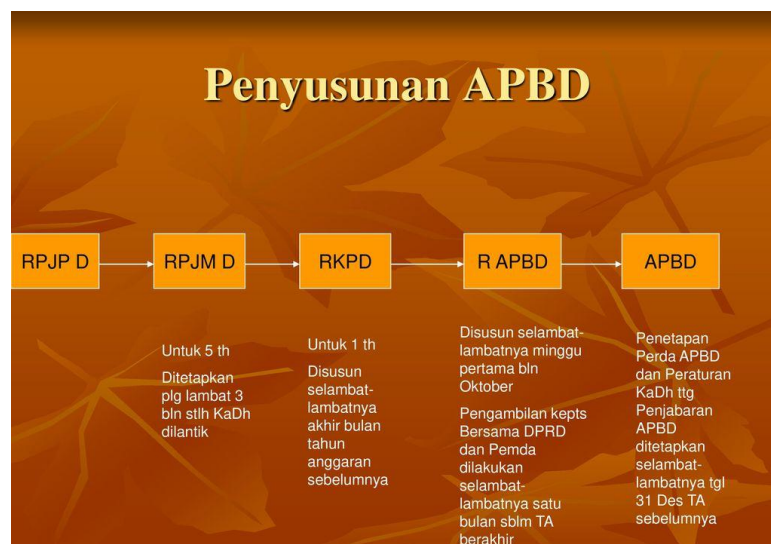 Penyusunan APBD
RPJP D
RPJM D
RKPD
R APBD
APBD
Untuk 5 th
Ditetapkan
plg lambat 3
bln stlh KaDh
dilantik
Untuk 1 th
Disusun
selambat-
lambatnya
akhir bulan
tahun
anggaran
sebelumnya
Disusun selambat-
lambatnya minggu
pertama bln
Oktober
Pengambilan kepts
Bersama DPRD
dan Pemda
dilakukan
selambat-
lambatnya satu
bulan sblm TA
berakhir
Penetapan
Perda APBD
dan Peraturan
KaDh ttg
Penjabaran
APBD
ditetapkan
selambat-
lambatnya tgl
31 Des TA
sebelumnya